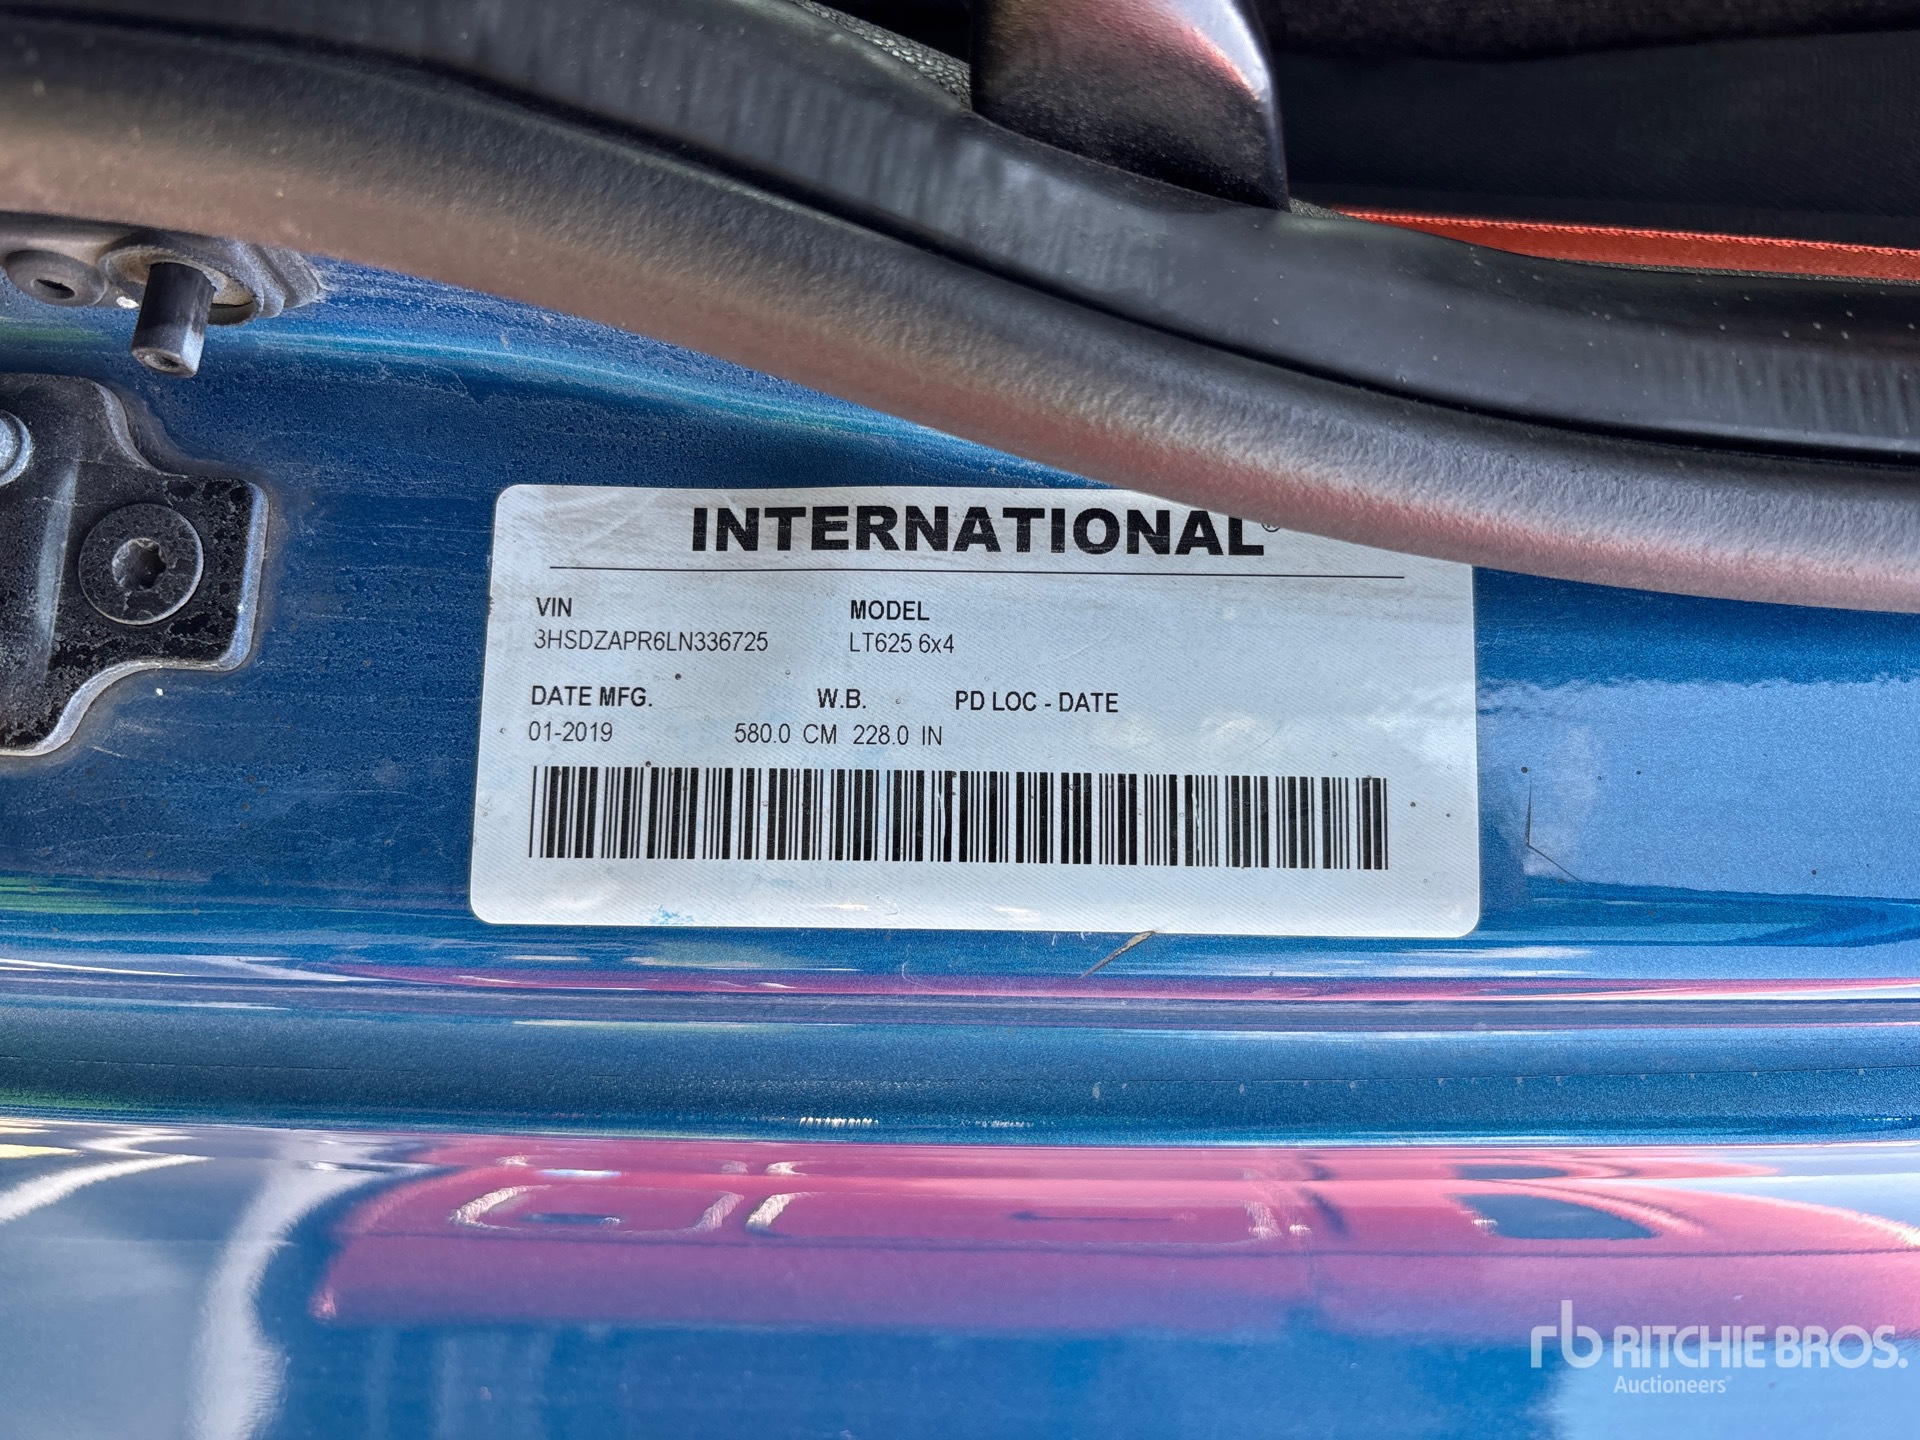 INTERNATIONAL®
VIN MODEL
3HSDZAPR6LN336725 LT625 6x4
DATE MFG. W.B. PD LOC - DATE
01-2019 580.0 CM 228.0 IN
rb RITCHIE BROS.
Auctioneers